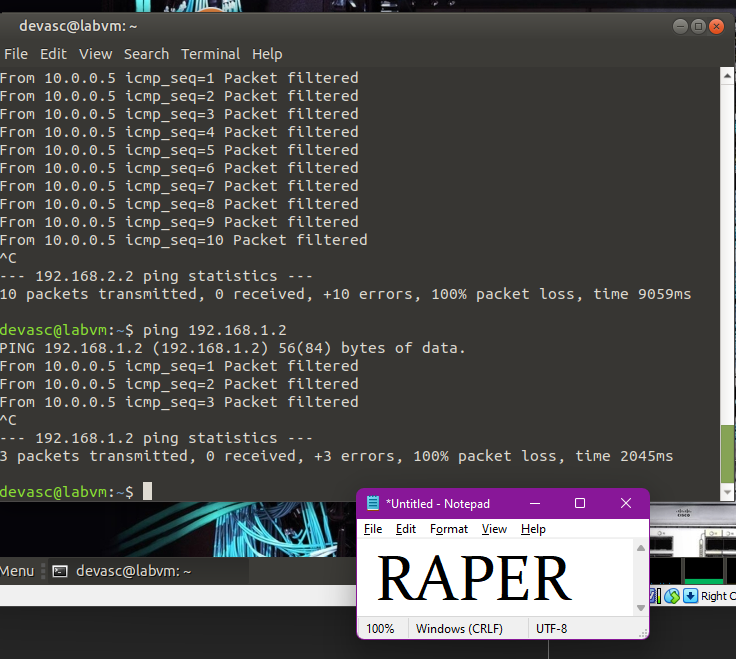 devasc@labvm: ~
File Edit View Search Terminal Help
From 10.0.0.5 icmp_seq=1 Packet filtered
From 10.0.0.5 icmp_seq=2 Packet filtered
From 10.0.0.5 icmp_seq=3 Packet filtered
From 10.0.0.5 icmp_seq=4 Packet filtered
From 10.0.0.5 icmp_seq=5 Packet filtered
From 10.0.0.5 icmp_seq=6 Packet filtered
From 10.0.0.5 icmp_seq=7 Packet filtered
From 10.0.0.5 icmp_seq=8 Packet filtered
From 10.0.0.5 icmp_seq=9 Packet filtered
From 10.0.0.5 icmp_seq=10 Packet filtered
^C
--- 192.168.2.2 ping statistics ---
10 packets transmitted, 0 received, +10 errors, 100% packet loss, time 9059ms
devasc@labvm:~$ ping 192.168.1.2
PING 192.168.1.2 (192.168.1.2) 56(84) bytes of data.
From 10.0.0.5 icmp_seq=1 Packet filtered
From 10.0.0.5 icmp_seq=2 Packet filtered
From 10.0.0.5 icmp_seq=3 Packet filtered
^C
--- 192.168.1.2 ping statistics ---
3 packets transmitted, 0 received, +3 errors, 100% packet loss, time 2045ms
devasc@labvm:~$
*Untitled - Notepad
File Edit Format View Help
RAPER
100% Windows (CRLF) UTF-8
CISCO
Menu devasc@labvm: ~
Right C